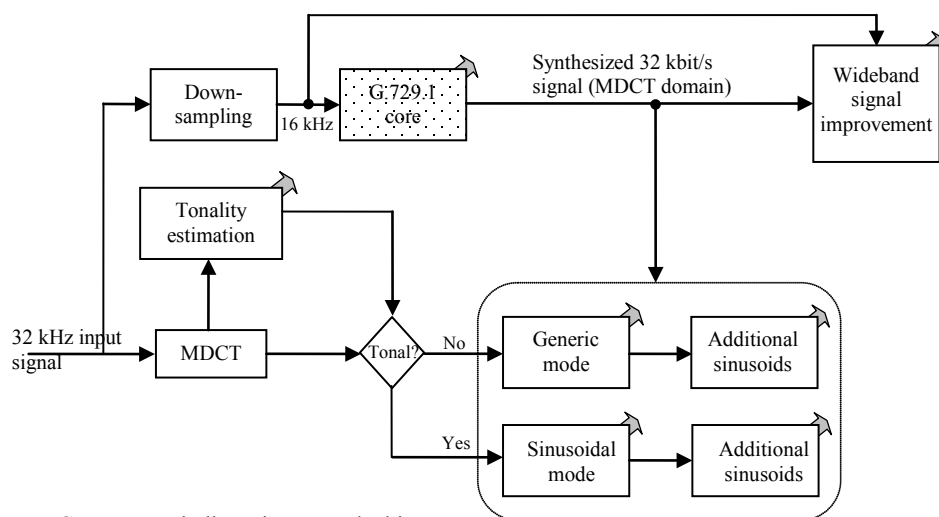 Down-
sampling
16 kHz
G.729.1
core
Synthesized 32 kbit/s
signal (MDCT domain)
Wideband
signal
improvement
Tonality
estimation
32 kHz input
signal
MDCT
Tonal?
No
Yes
Generic
mode
Additional
sinusoids
Sinusoidal
mode
Additional
sinusoids